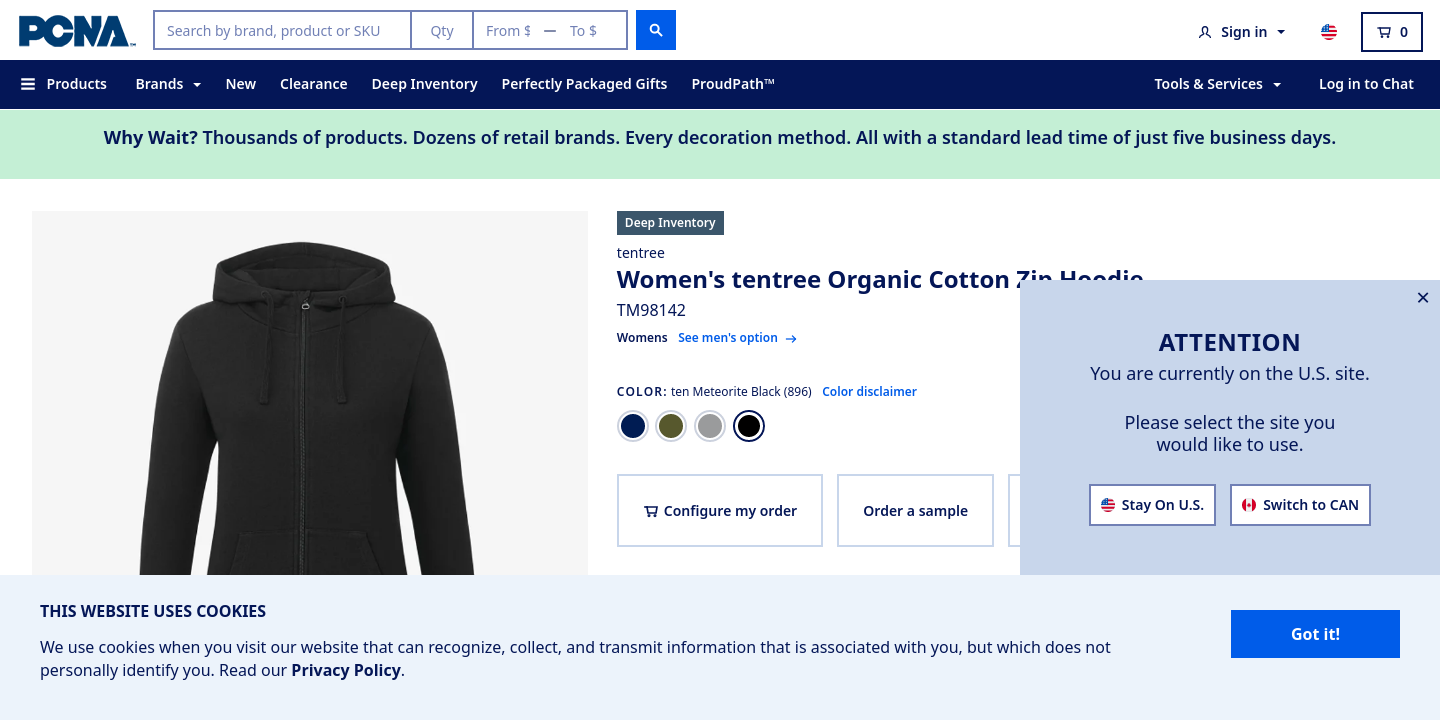 PCNA™
Search by brand, product or SKU
Qty
From $ — To $
Sign in
0
Products
Brands
New
Clearance
Deep Inventory
Perfectly Packaged Gifts
ProudPath™
Tools & Services
Log in to Chat
Why Wait? Thousands of products. Dozens of retail brands. Every decoration method. All with a standard lead time of just five business days.
Deep Inventory
tentree
Women's tentree Organic Cotton Zip Hoodie
TM98142
Womens See men's option →
COLOR: ten Meteorite Black (896) Color disclaimer
Configure my order
Order a sample
ATTENTION
You are currently on the U.S. site.
Please select the site you
would like to use.
Stay On U.S.
Switch to CAN
THIS WEBSITE USES COOKIES
We use cookies when you visit our website that can recognize, collect, and transmit information that is associated with you, but which does not
personally identify you. Read our Privacy Policy.
Got it!